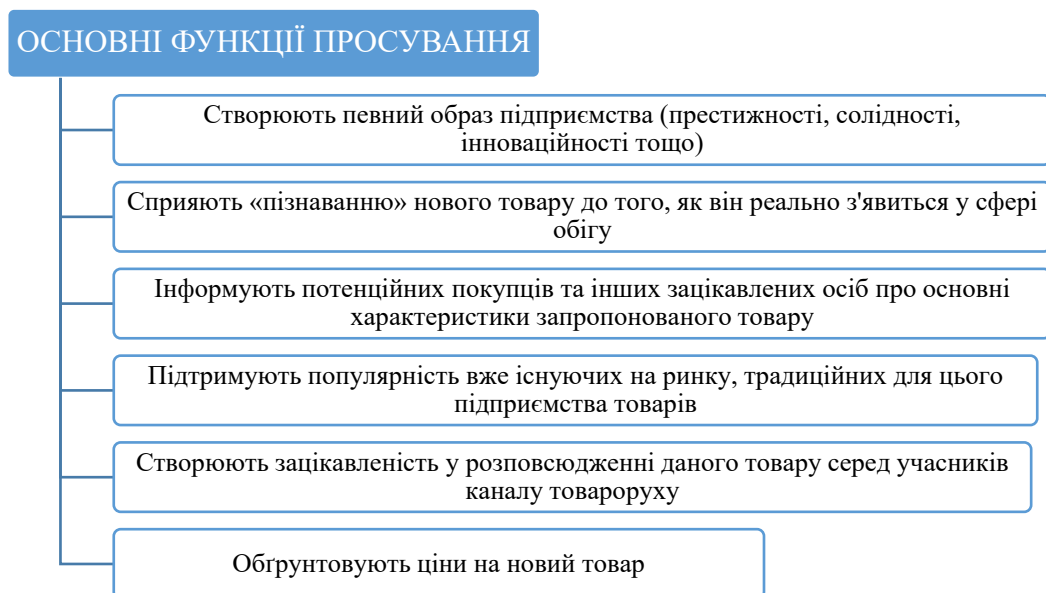 ОСНОВНІ ФУНКЦІЇ ПРОСУВАННЯ
Створюють певний образ підприємства (престижності, солідності,
інноваційності тощо)
Сприяють «пізнаванню» нового товару до того, як він реально з'явиться у сфері
обігу
Інформують потенційних покупців та інших зацікавлених осіб про основні
характеристики запропонованого товару
Підтримують популярність вже існуючих на ринку, традиційних для цього
підприємства товарів
Створюють зацікавленість у розповсюдженні даного товару серед учасників
каналу товароруху
Обґрунтовують ціни на новий товар